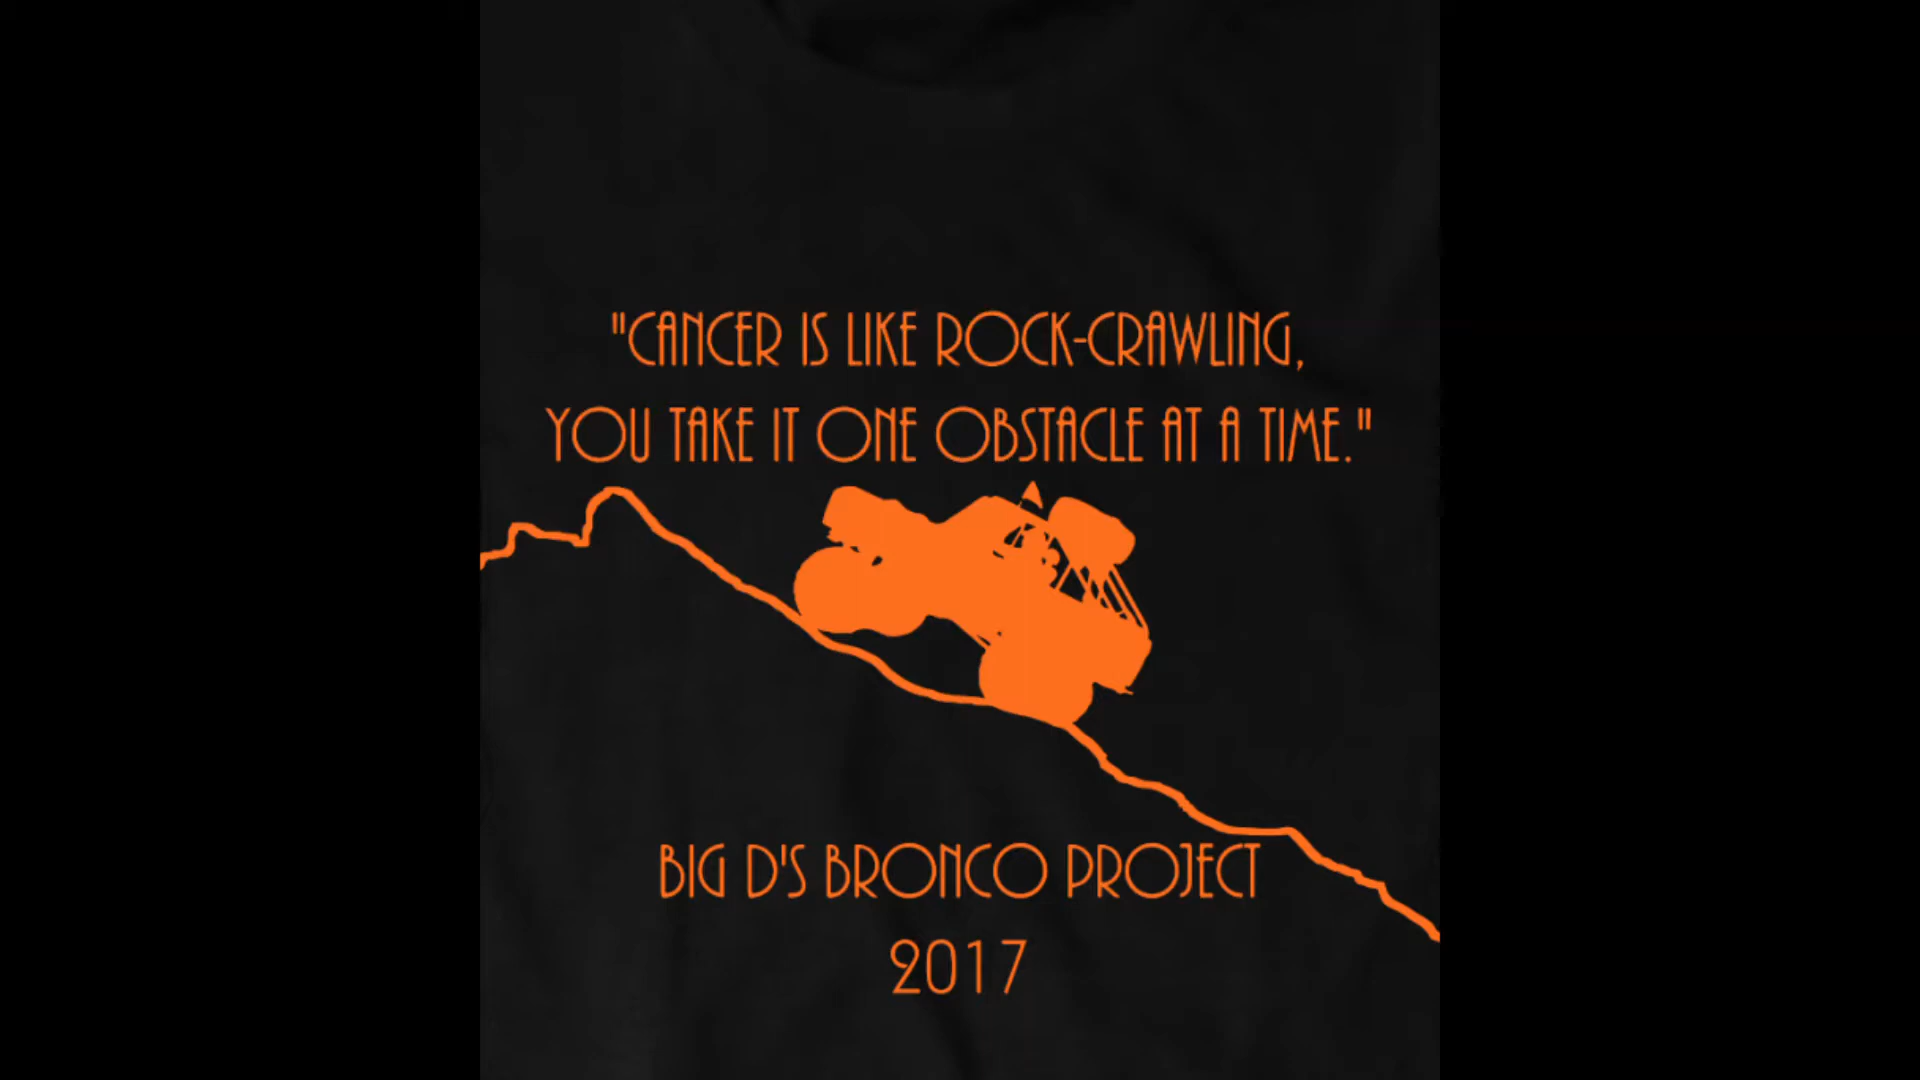 "CANCER IS LIKE ROCK-CRAWLING,
YOU TAKE IT ONE OBSTACLE AT A TIME."
BIG D'S BRONCO PROJECT
2017